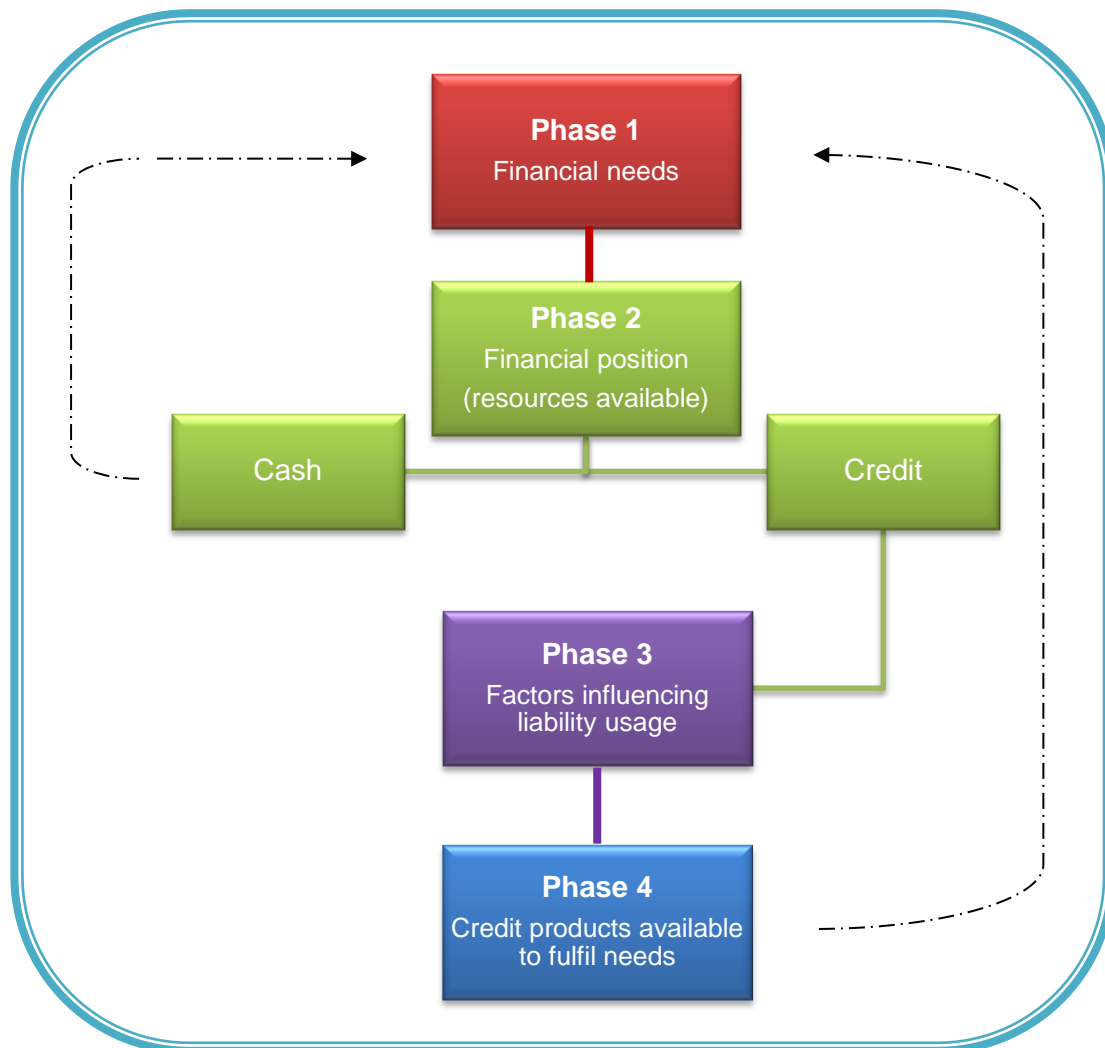 Phase 1
Financial needs
Phase 2
Financial position
(resources available)
Cash
Credit
Phase 3
Factors influencing
liability usage
Phase 4
Credit products available
to fulfil needs